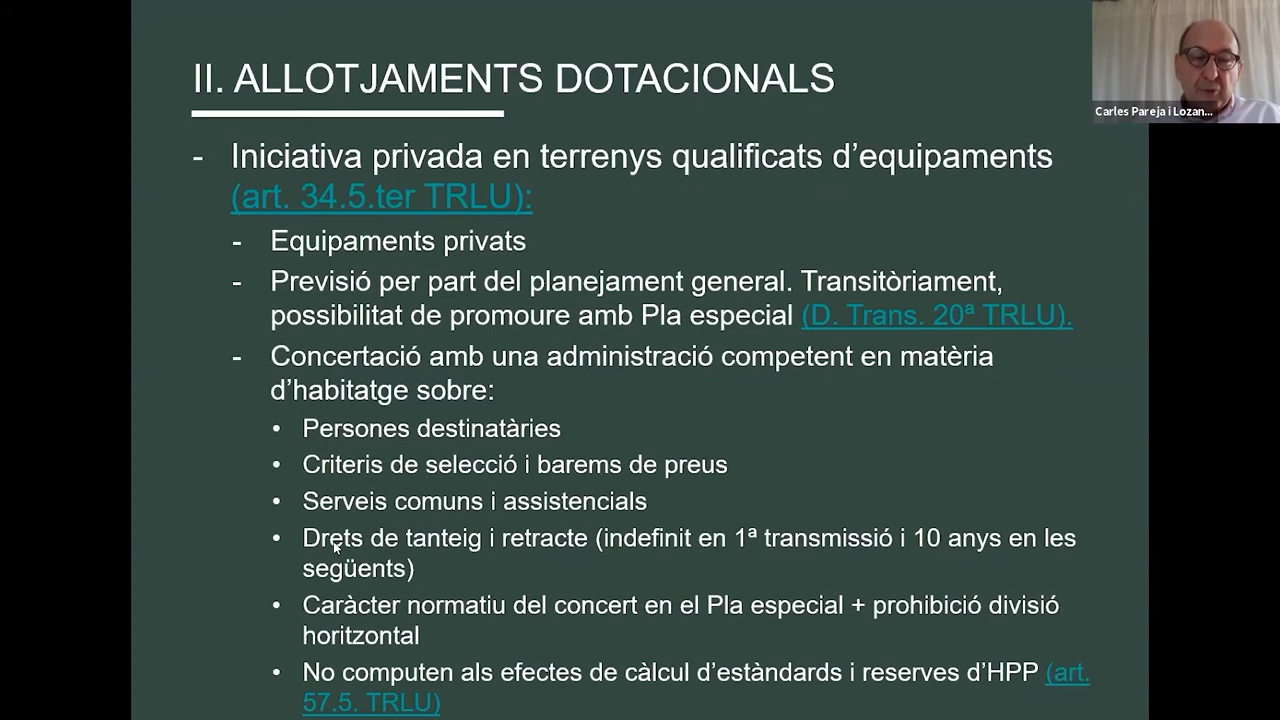 II. ALLOTJAMENTS DOTACIONALS
Carles Pareja i Lozan...
- Iniciativa privada en terrenys qualificats d’equipaments
(art. 34.5.ter TRLU):
- Equipaments privats
- Previsió per part del planejament general. Transitòriament,
possibilitat de promoure amb Pla especial (D. Trans. 20ª TRLU).
- Concertació amb una administració competent en matèria
d’habitatge sobre:
• Persones destinatàries
• Criteris de selecció i barems de preus
• Serveis comuns i assistencials
• Drets de tanteig i retracte (indefinit en 1ª transmissió i 10 anys en les
següents)
• Caràcter normatiu del concert en el Pla especial + prohibició divisió
horitzontal
• No computen als efectes de càlcul d’estàndards i reserves d’HPP (art.
57.5. TRLU)